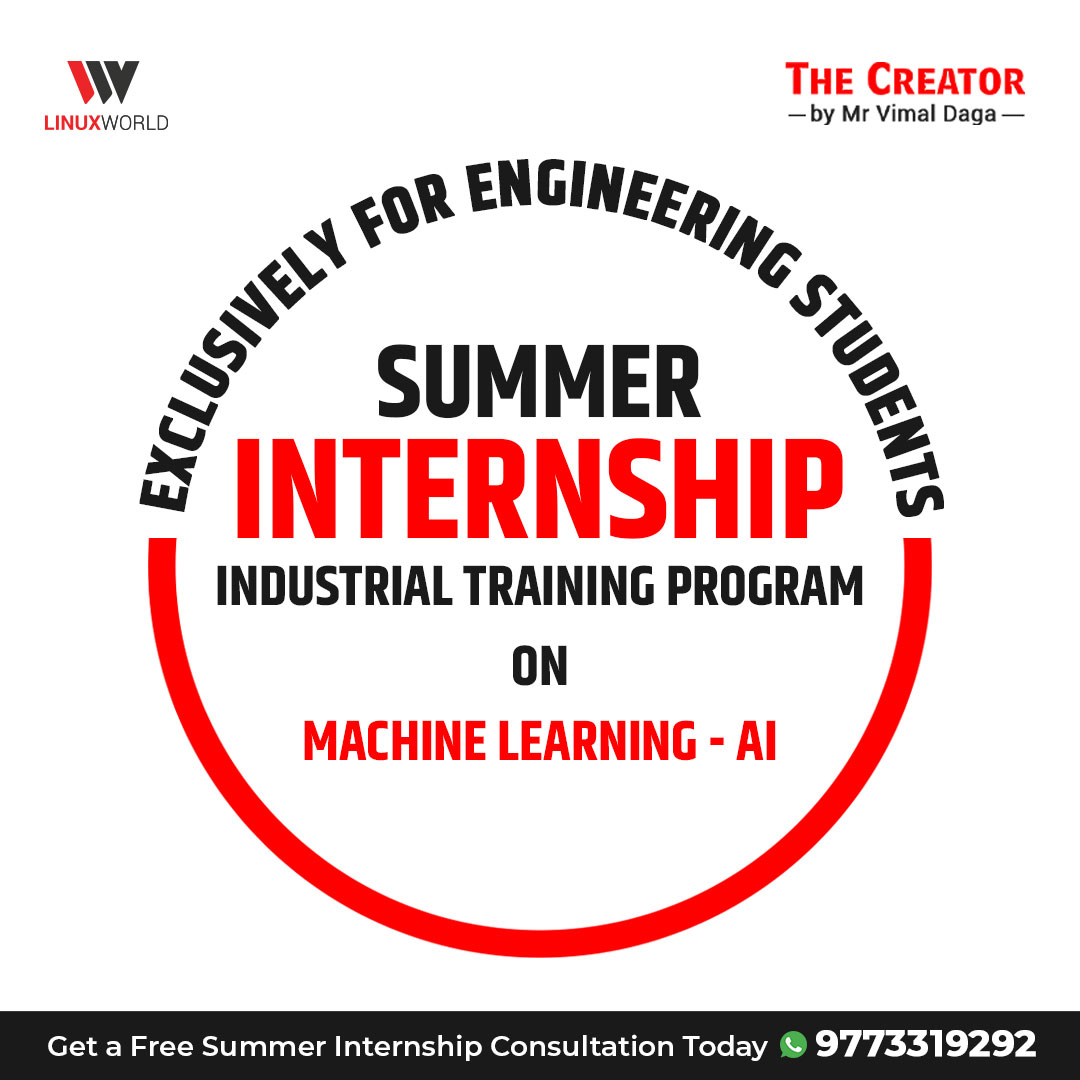 LINUXWORLD
THE CREATOR
— by Mr Vimal Daga —
EXCLUSIVELY FOR ENGINEERING STUDENTS
SUMMER
INTERNSHIP
INDUSTRIAL TRAINING PROGRAM
ON
MACHINE LEARNING - AI
Get a Free Summer Internship Consultation Today 9773319292